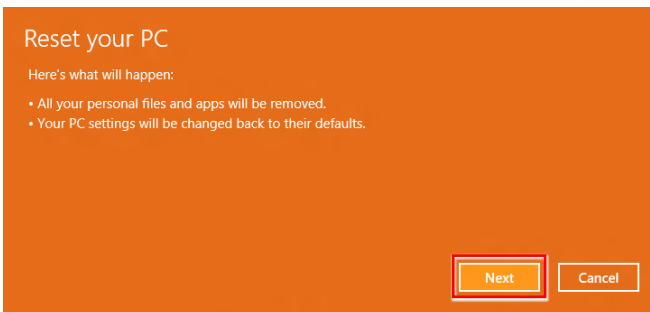 Reset your PC
Here's what will happen:
• All your personal files and apps will be removed.
• Your PC settings will be changed back to their defaults.
Next
Cancel